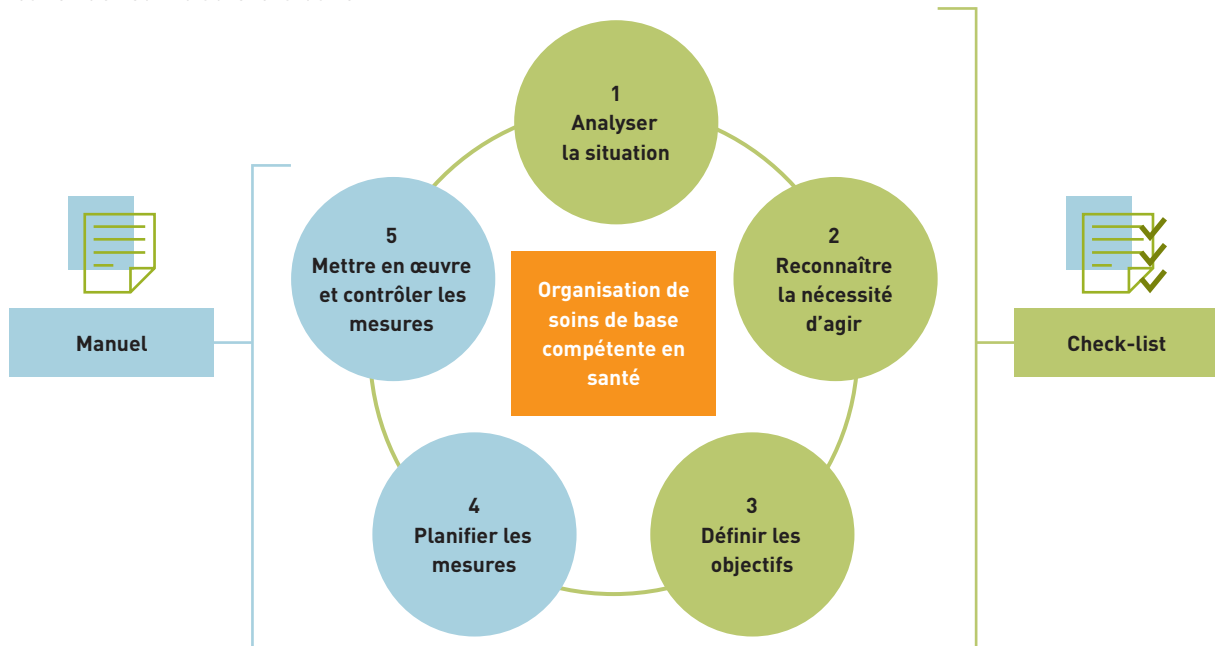 1
Analyser
la situation
2
Reconnaître
la nécessité
d’agir
3
Définir les
objectifs
4
Planifier les
mesures
5
Mettre en œuvre
et contrôler les
mesures
Organisation de
soins de base
compétente en
santé
Manuel
Check-list